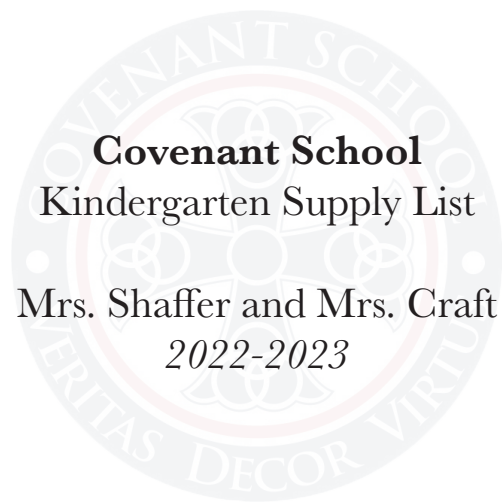 COVENANT SCHOOL
Covenant School
Kindergarten Supply List
Mrs. Shaffer and Mrs. Craft
2022-2023
VERITAS DECOR VIRTUS